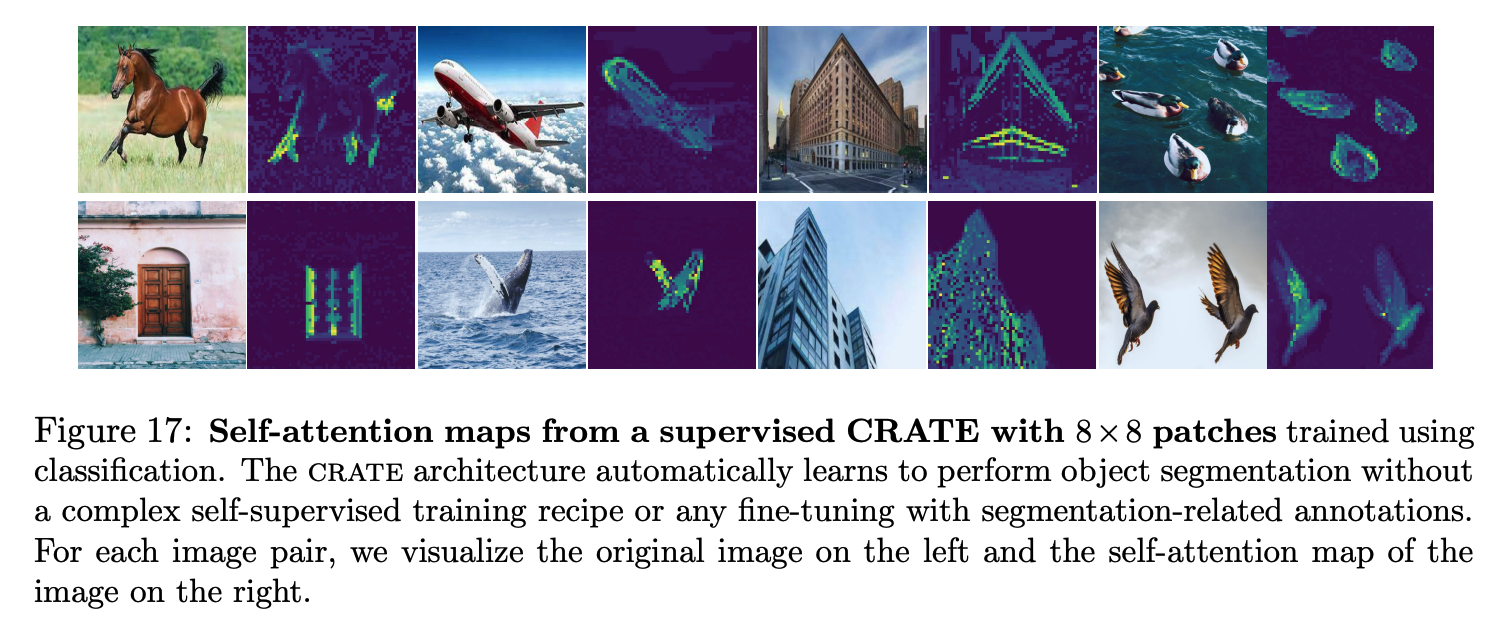 Figure 17: Self-attention maps from a supervised CRATE with 8×8 patches trained using
classification. The CRATE architecture automatically learns to perform object segmentation without
a complex self-supervised training recipe or any fine-tuning with segmentation-related annotations.
For each image pair, we visualize the original image on the left and the self-attention map of the
image on the right.